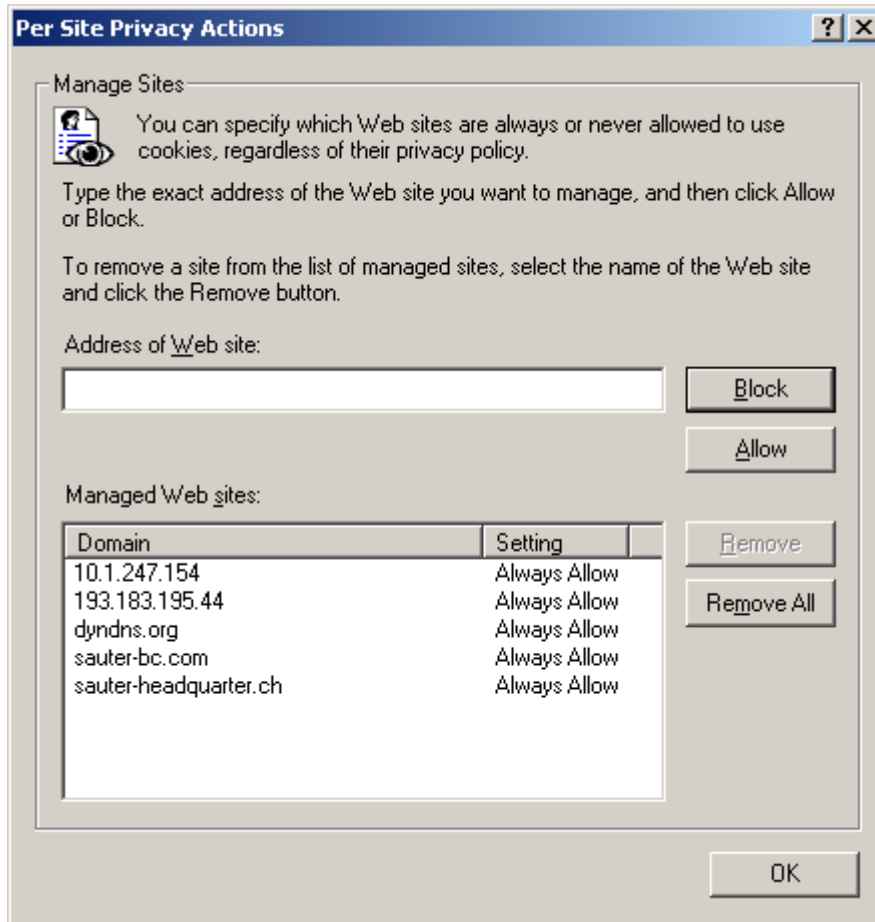 Per Site Privacy Actions
Manage Sites
You can specify which Web sites are always or never allowed to use
cookies, regardless of their privacy policy.
Type the exact address of the Web site you want to manage, and then click Allow
or Block.
To remove a site from the list of managed sites, select the name of the Web site
and click the Remove button.
Address of Web site:
Block
Allow
Managed Web sites:
Domain Setting
Remove
10.1.247.154 Always Allow
193.183.195.44 Always Allow
Remove All
dyndns.org Always Allow
sauter-bc.com Always Allow
sauter-headquarter.ch Always Allow
OK